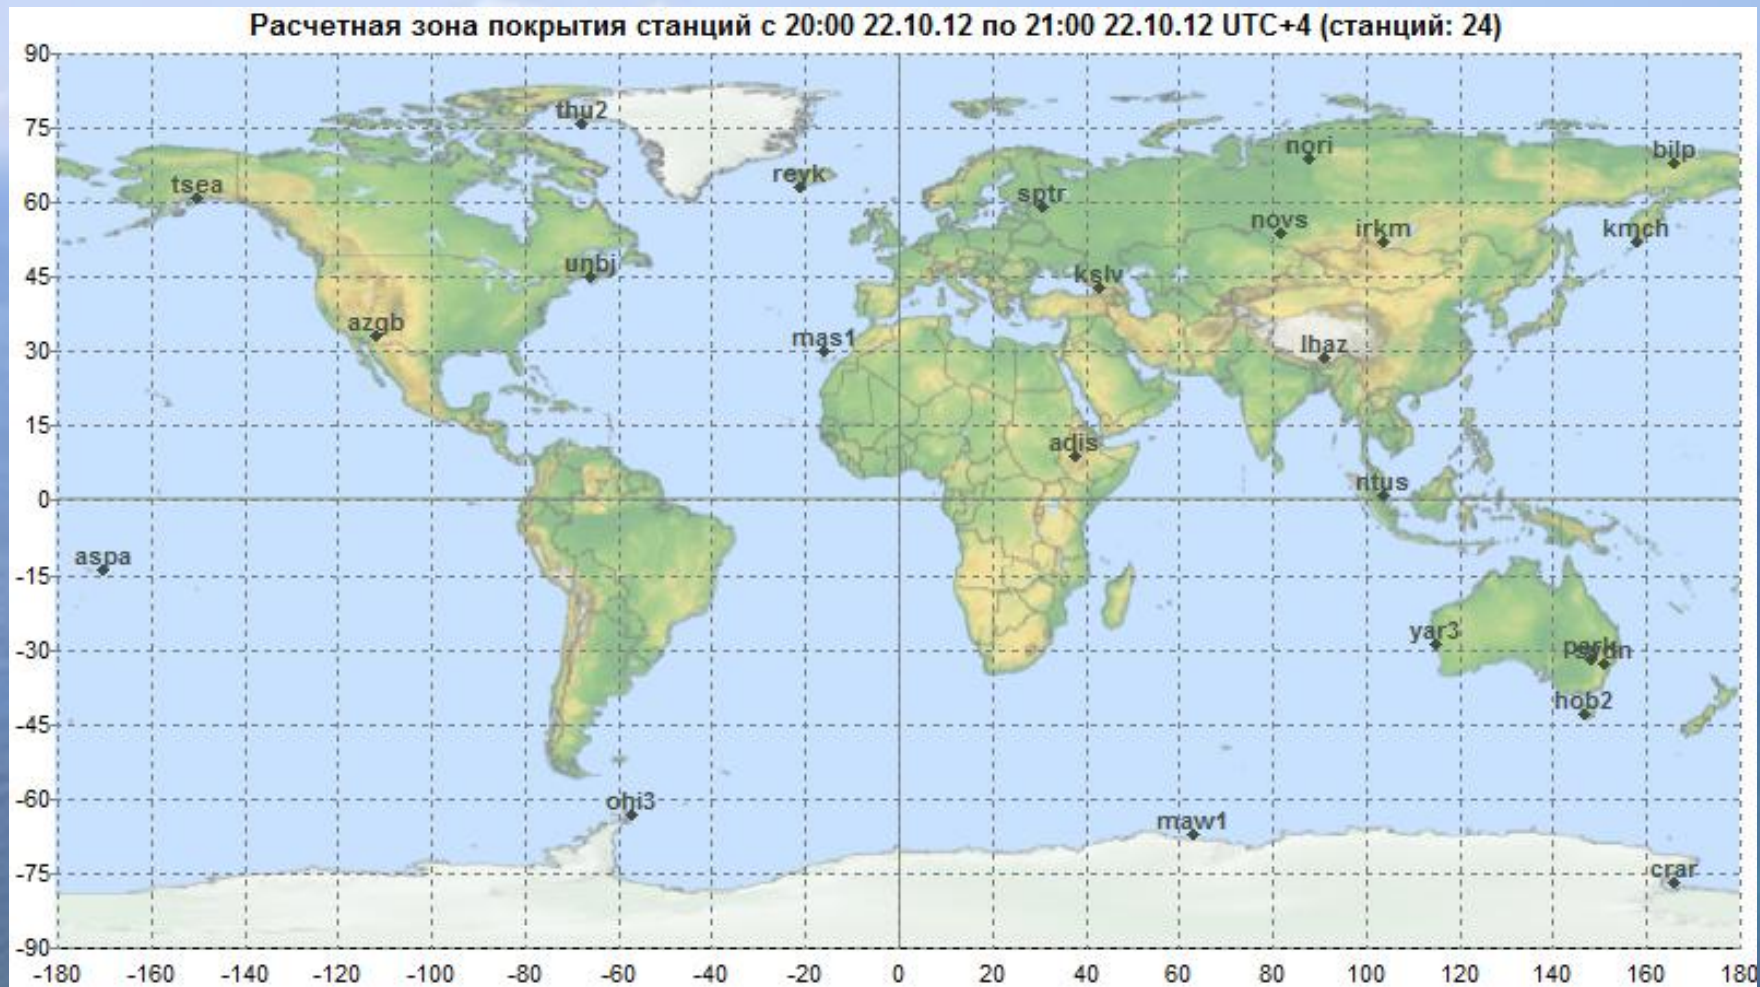 Расчетная зона покрытия станций с 20:00 22.10.12 по 21:00 22.10.12 UTC+4 (станций: 24)
90
thu2
75
nori
bilp
reyk
tsea
sptr
60
novs
irkm
kmch
unbj
kslv
45
azgb
mas1
lhaz
30
15
adis
ntus
0
aspa
-15
yar3
-30
park
sydn
hob2
-45
-60
ohi3
maw1
-75
crar
-90
-180 -160 -140 -120 -100 -80 -60 -40 -20 0 20 40 60 80 100 120 140 160 180